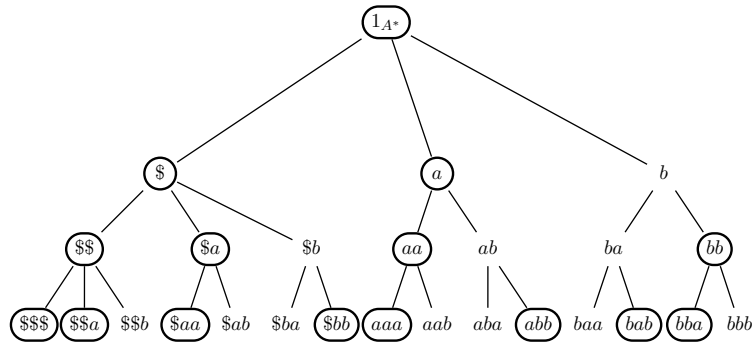 1_{A*}
$ a b
$$ $a $b aa ab ba bb
$$$ $$a $$b $aa $ab $ba $bb aaa aab aba abb baa bab bba bbb